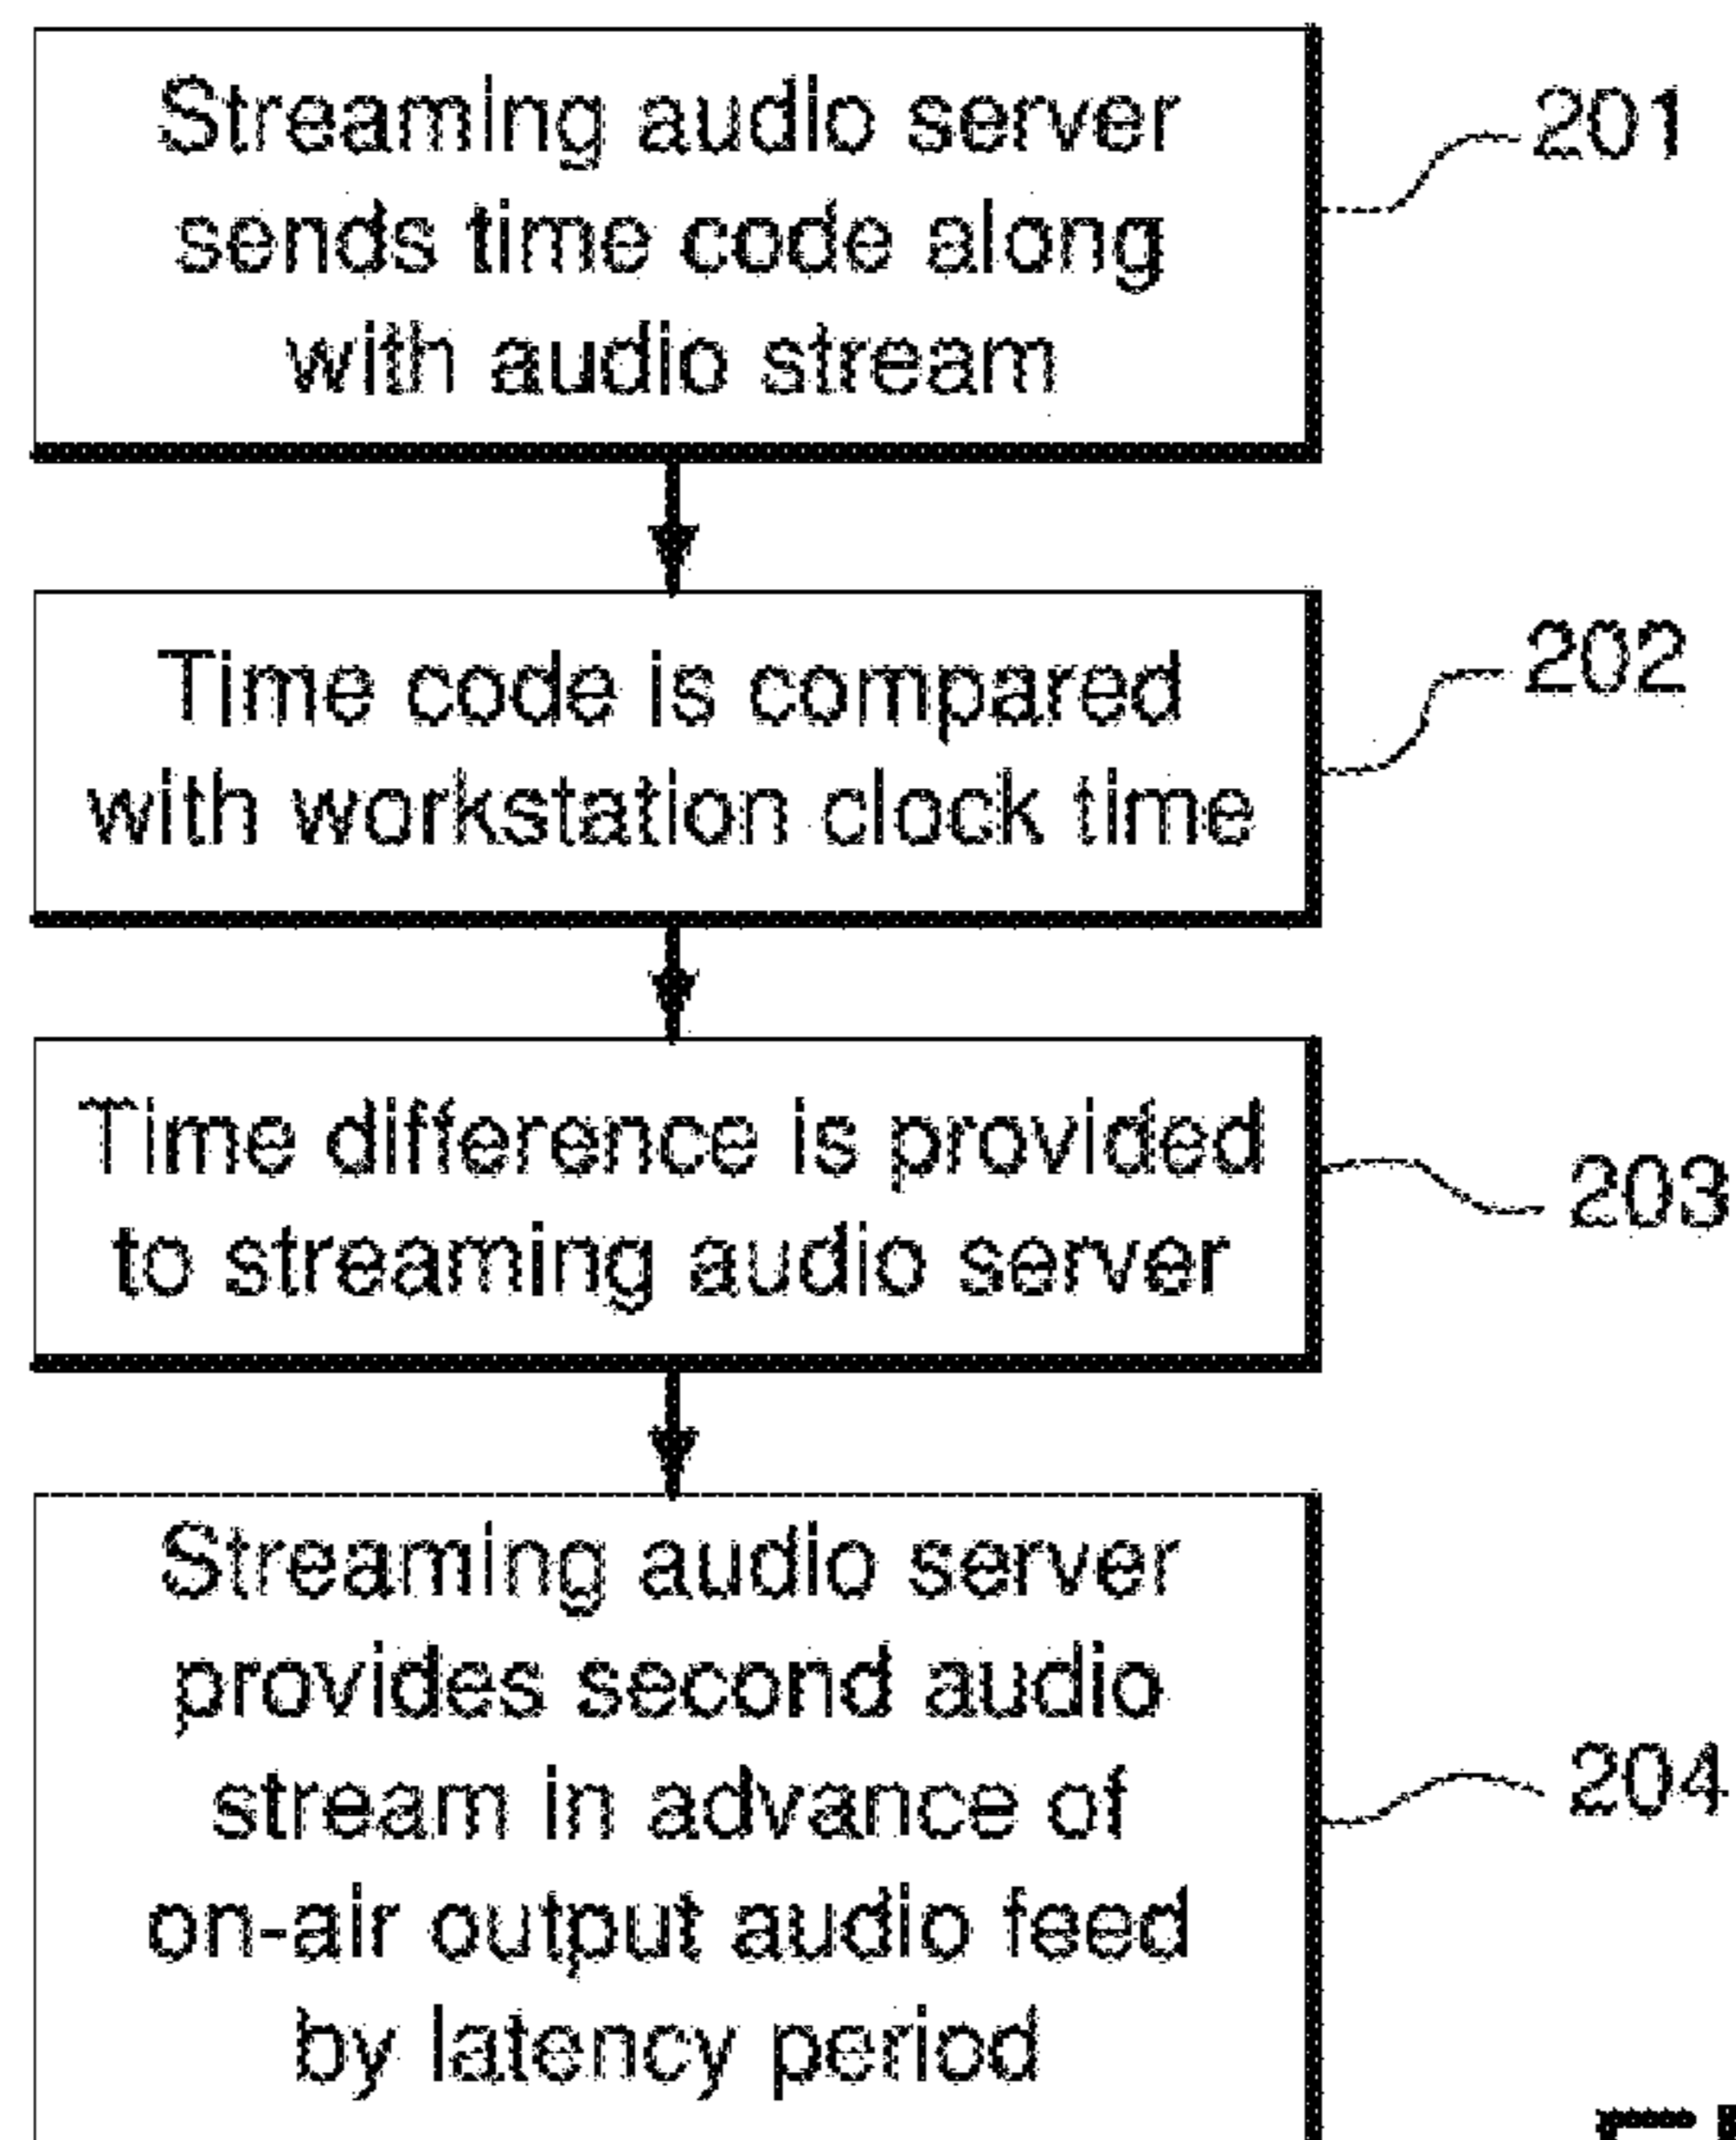 Streaming audio server
sends time code along
with audio stream
201
Time code is compared
with workstation clock time
202
Time difference is provided
to streaming audio server
203
Streaming audio server
provides second audio
stream in advance of
on-air output audio feed
by latency period
204